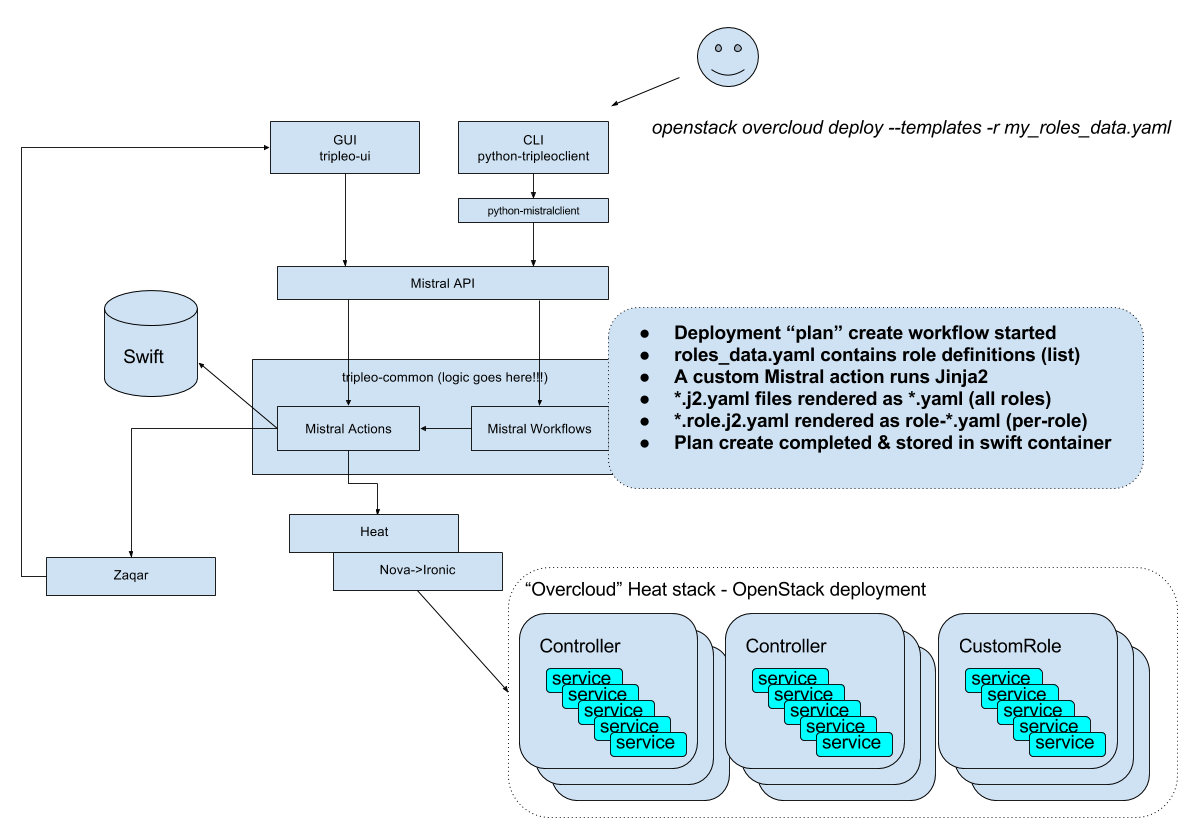 openstack overcloud deploy --templates -r my_roles_data.yaml
GUI
tripleo-ui
CLI
python-tripleoclient
python-mistralclient
Mistral API
Swift
tripleo-common (logic goes here!!!)
Mistral Actions
Mistral Workflows
● Deployment “plan” create workflow started
● roles_data.yaml contains role definitions (list)
● A custom Mistral action runs Jinja2
● *.j2.yaml files rendered as *.yaml (all roles)
● *.role.j2.yaml rendered as role-*.yaml (per-role)
● Plan create completed & stored in swift container
Heat
Nova->Ironic
Zaqar
“Overcloud” Heat stack - OpenStack deployment
Controller
service
service
service
service
service
Controller
service
service
service
service
service
CustomRole
service
service
service
service
service